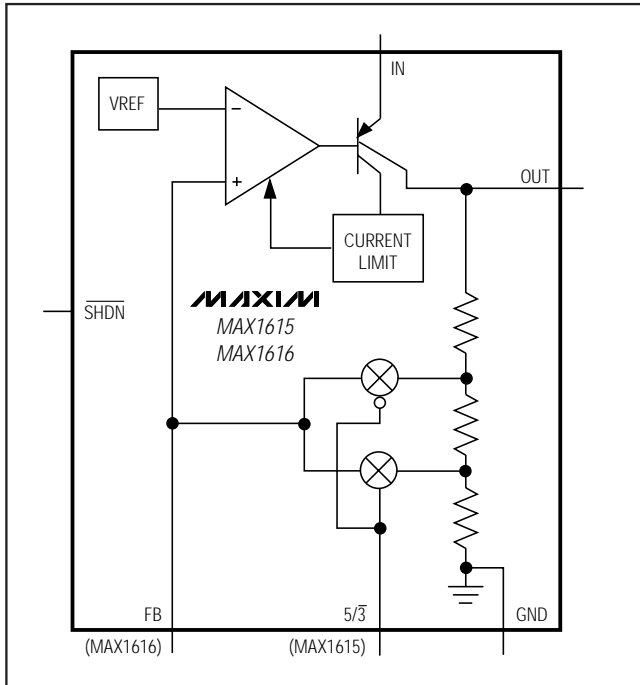 IN
VREF
−
+
OUT
CURRENT
LIMIT
SHDN
MAXIM
MAX1615
MAX1616
FB
5/3
GND
(MAX1616)
(MAX1615)